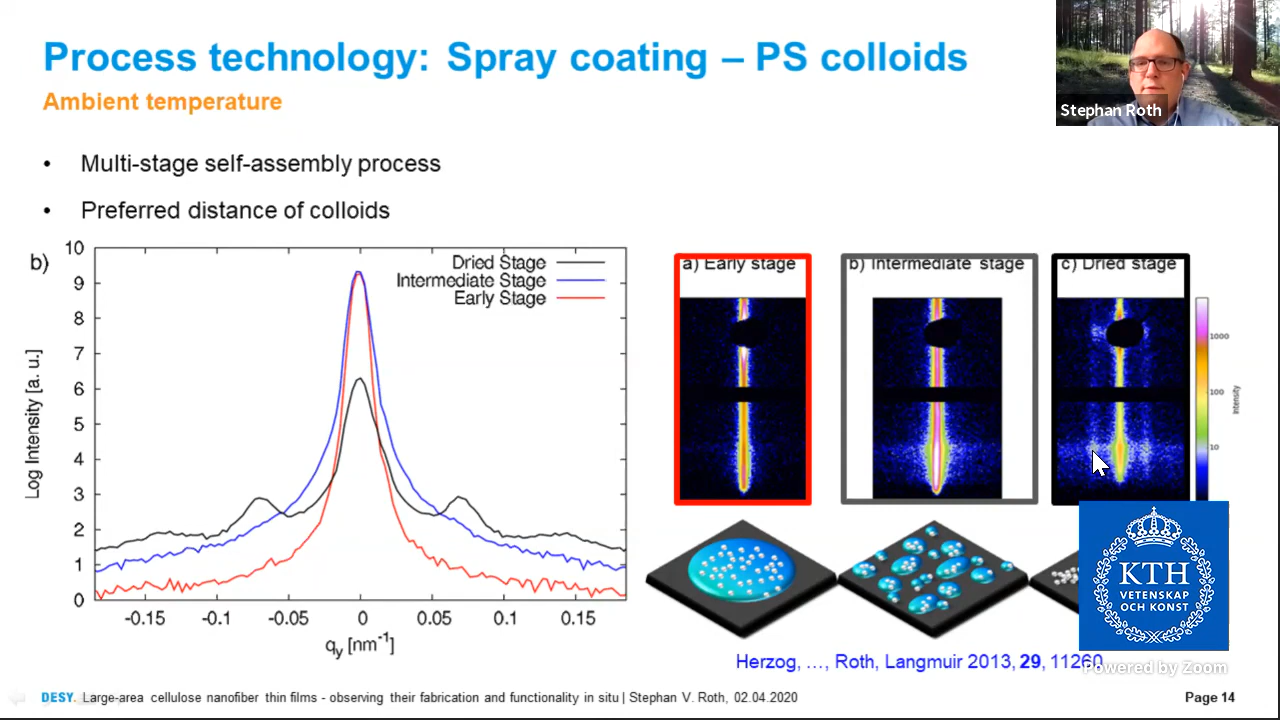 Process technology: Spray coating – PS colloids
Ambient temperature
Stephan Roth
• Multi-stage self-assembly process
• Preferred distance of colloids
b)
10
9
8
7
6
5
4
3
2
1
0
Log Intensity [a. u.]
Dried Stage
Intermediate Stage
Early Stage
-0.15 -0.1 -0.05 0 0.05 0.1 0.15
qy [nm-1]
a) Early stage
b) Intermediate stage
c) Dried stage
1000
100
10
Intensity
KTH
VETENSKAP
OCH KONST
Herzog, …, Roth, Langmuir 2013, 29, 11260
Powered by Zoom
DESY. Large-area cellulose nanofiber thin films - observing their fabrication and functionality in situ | Stephan V. Roth, 02.04.2020
Page 14